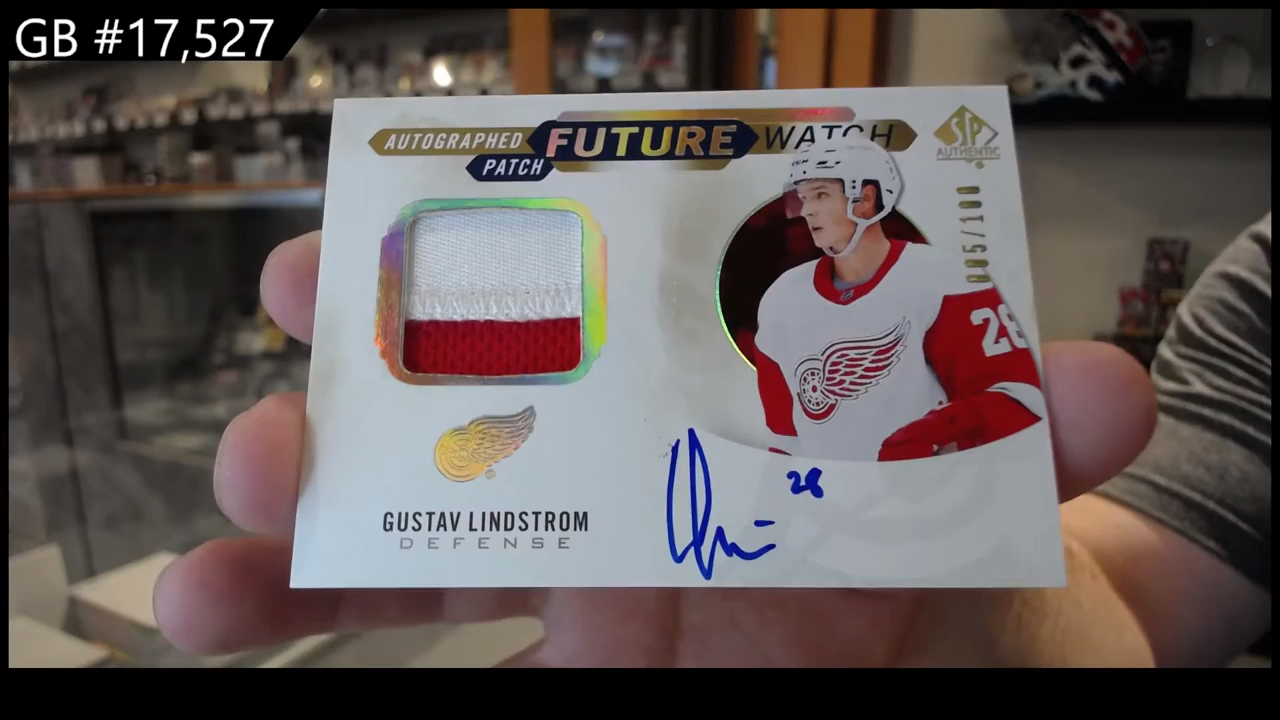 GB #17,527
AUTOGRAPHED FUTURE WATCH
PATCH
SP
AUTHENTIC
005/100
28
28
GUSTAV LINDSTROM
DEFENSE